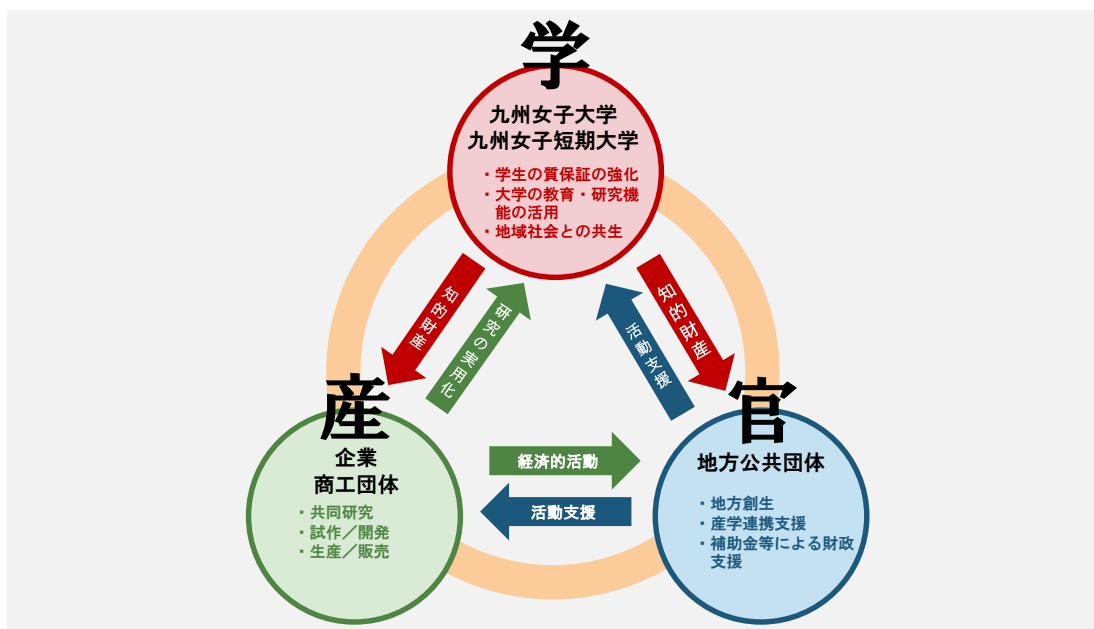 学
九州女子大学
九州女子短期大学
・学生の質保証の強化
・大学の教育・研究機
能の活用
・地域社会との共生
知的財産
研究の実用化
活動支援
知的財産
産
企業
商工団体
・共同研究
・試作／開発
・生産／販売
経済的活動
活動支援
官
地方公共団体
・地方創生
・産学連携支援
・補助金等による財政
支援